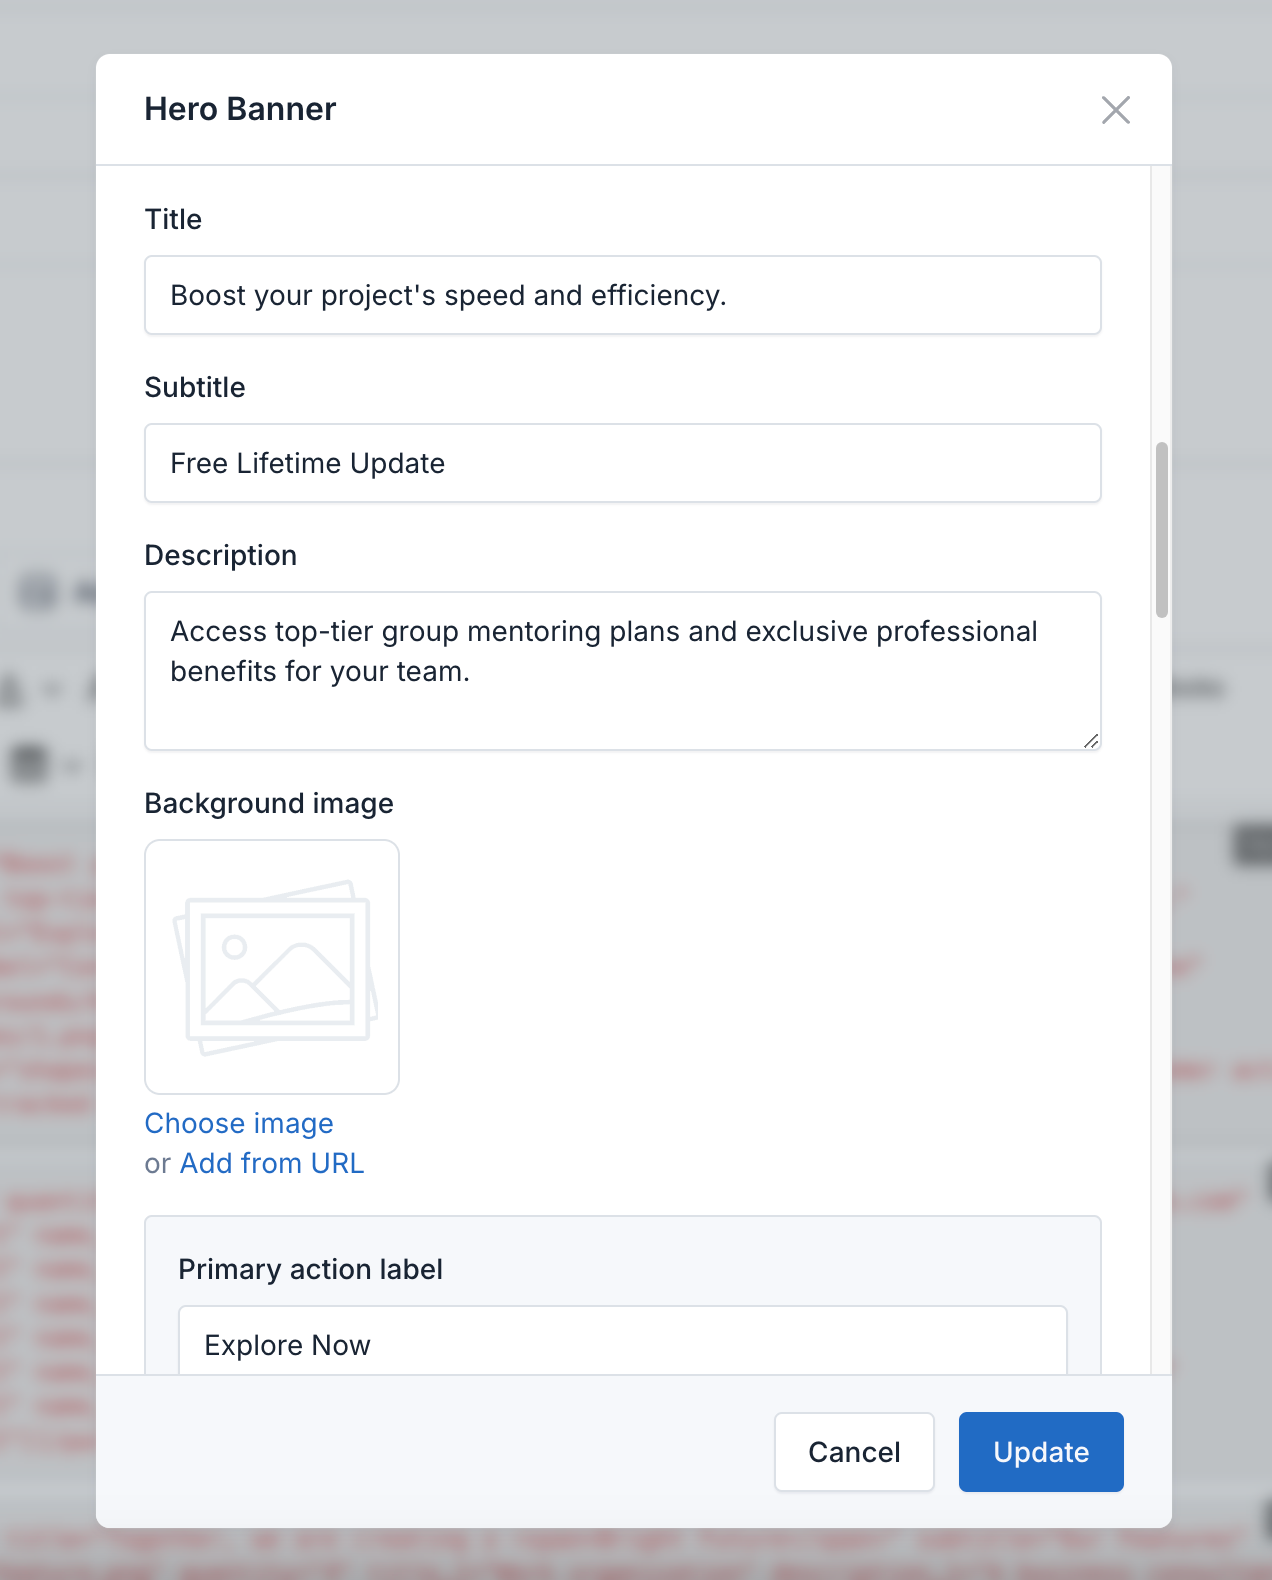 Hero Banner
Title
Boost your project's speed and efficiency.
Subtitle
Free Lifetime Update
Description
Access top-tier group mentoring plans and exclusive professional
benefits for your team.
Background image
Choose image
or Add from URL
Primary action label
Explore Now
Cancel
Update